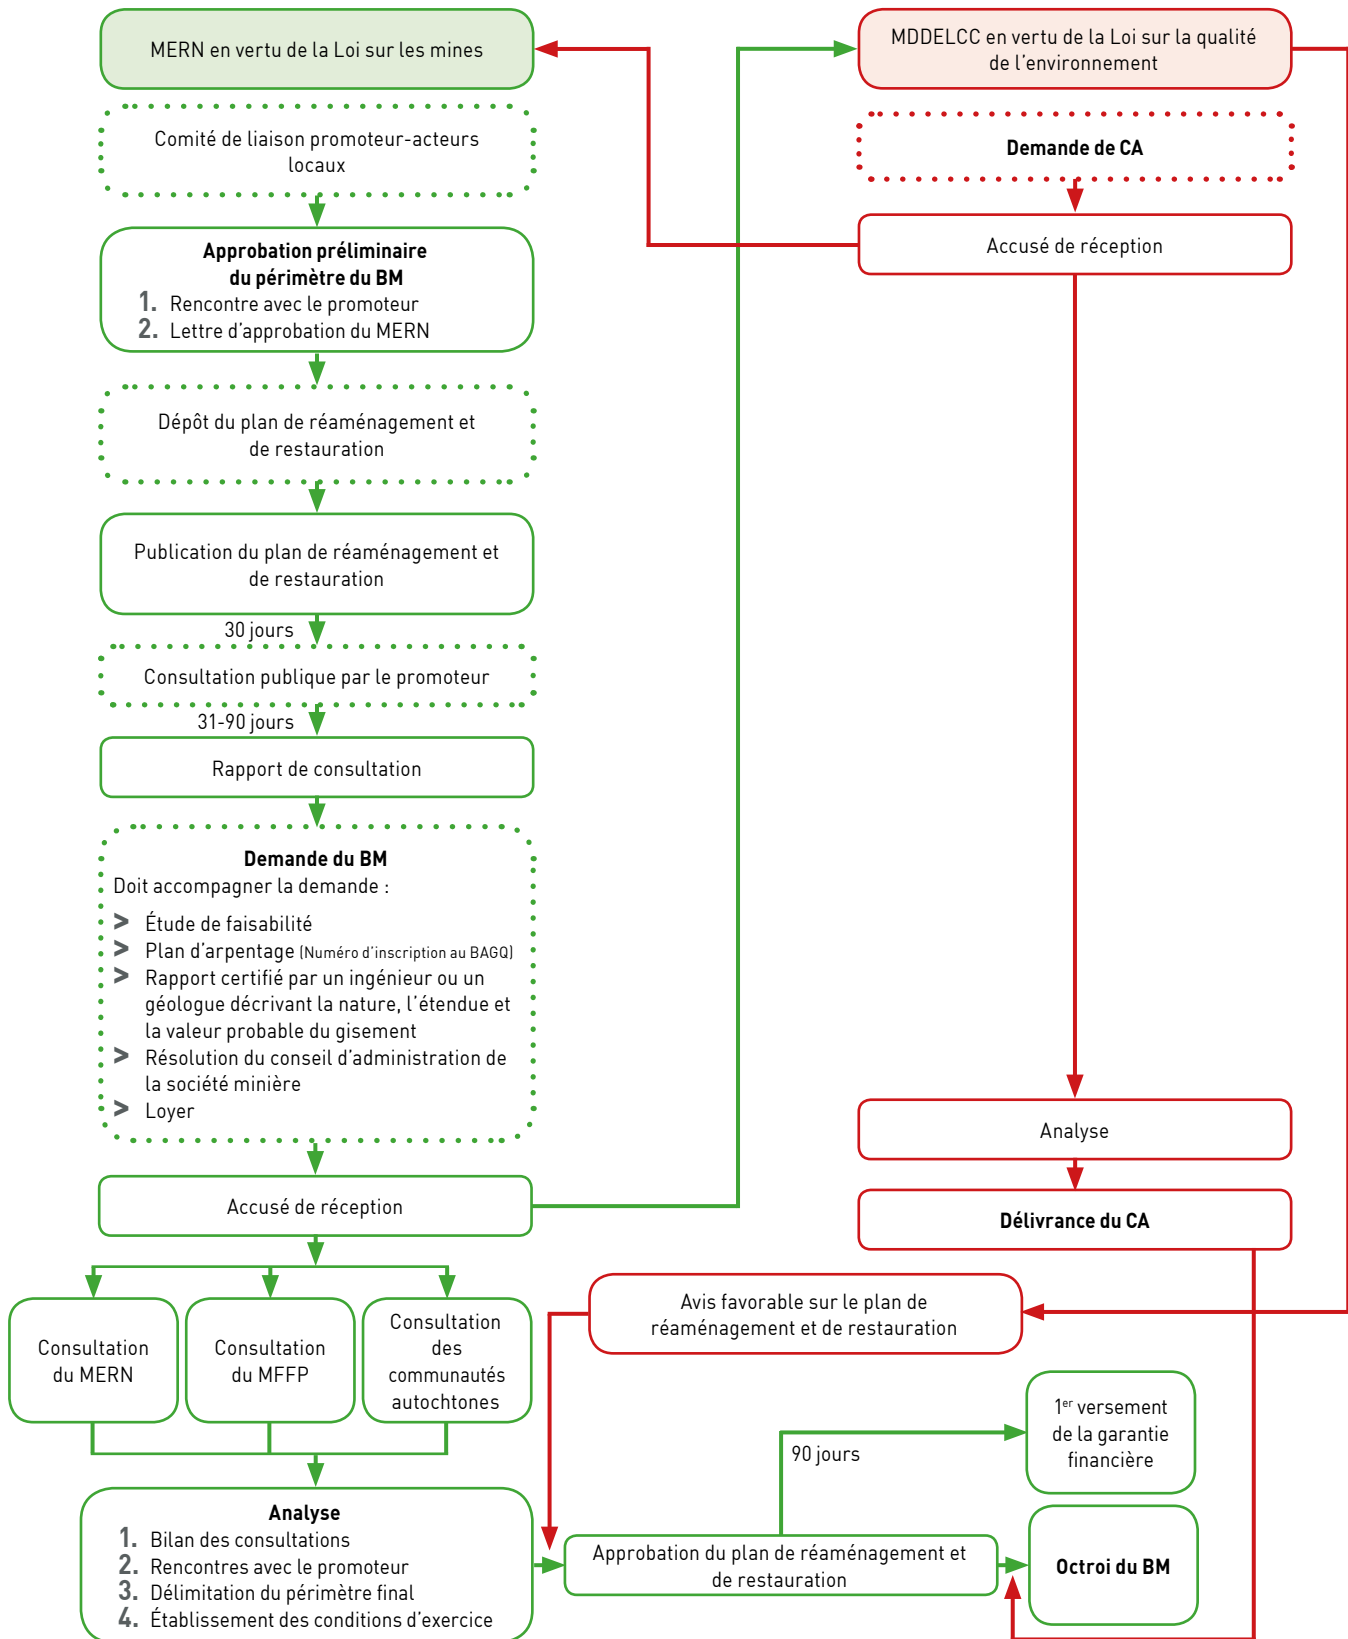 MERN en vertu de la Loi sur les mines
Comité de liaison promoteur-acteurs
locaux
Approbation préliminaire
du périmètre du BM
1. Rencontre avec le promoteur
2. Lettre d'approbation du MERN
Dépôt du plan de réaménagement et
de restauration
Publication du plan de réaménagement et
de restauration
30 jours
Consultation publique par le promoteur
31-90 jours
Rapport de consultation
Demande du BM
Doit accompagner la demande :
> Étude de faisabilité
> Plan d'arpentage (Numéro d'inscription au BAGQ)
> Rapport certifié par un ingénieur ou un
géologue décrivant la nature, l'étendue et
la valeur probable du gisement
> Résolution du conseil d'administration de
la société minière
> Loyer
Accusé de réception
Consultation
du MERN
Consultation
du MFFP
Consultation
des
communautés
autochtones
Analyse
1. Bilan des consultations
2. Rencontres avec le promoteur
3. Délimitation du périmètre final
4. Établissement des conditions d'exercice
MDDELCC en vertu de la Loi sur la qualité
de l'environnement
Demande de CA
Accusé de réception
Analyse
Délivrance du CA
Avis favorable sur le plan de
réaménagement et de restauration
90 jours
1er versement
de la garantie
financière
Approbation du plan de réaménagement et
de restauration
Octroi du BM